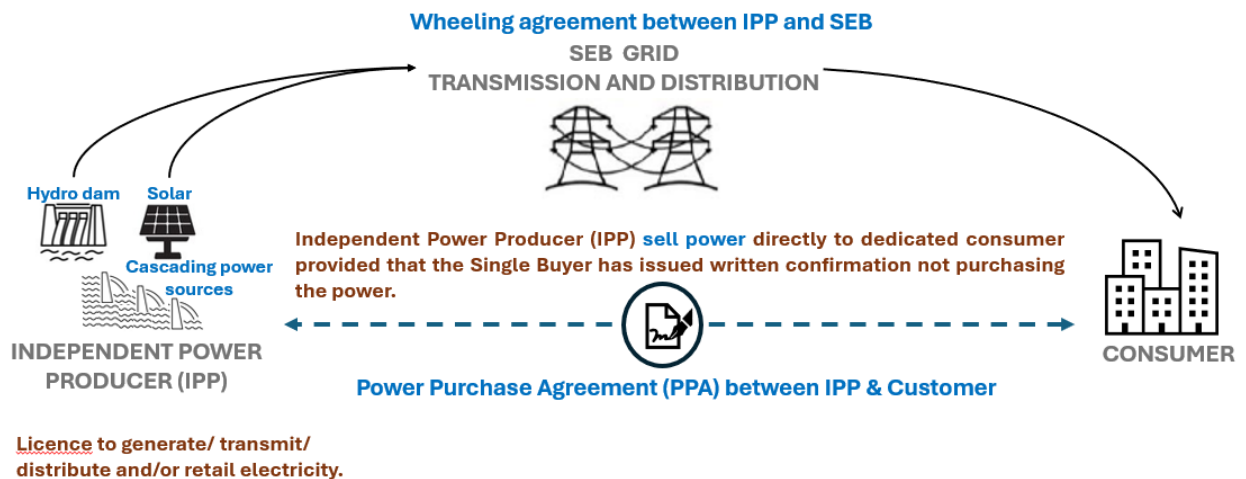 Wheeling agreement between IPP and SEB
SEB GRID
TRANSMISSION AND DISTRIBUTION
Hydro dam
Solar
Cascading power
sources
Independent Power Producer (IPP) sell power directly to dedicated consumer
provided that the Single Buyer has issued written confirmation not purchasing
the power.
INDEPENDENT POWER
PRODUCER (IPP)
CONSUMER
Power Purchase Agreement (PPA) between IPP & Customer
Licence to generate/ transmit/
distribute and/or retail electricity.